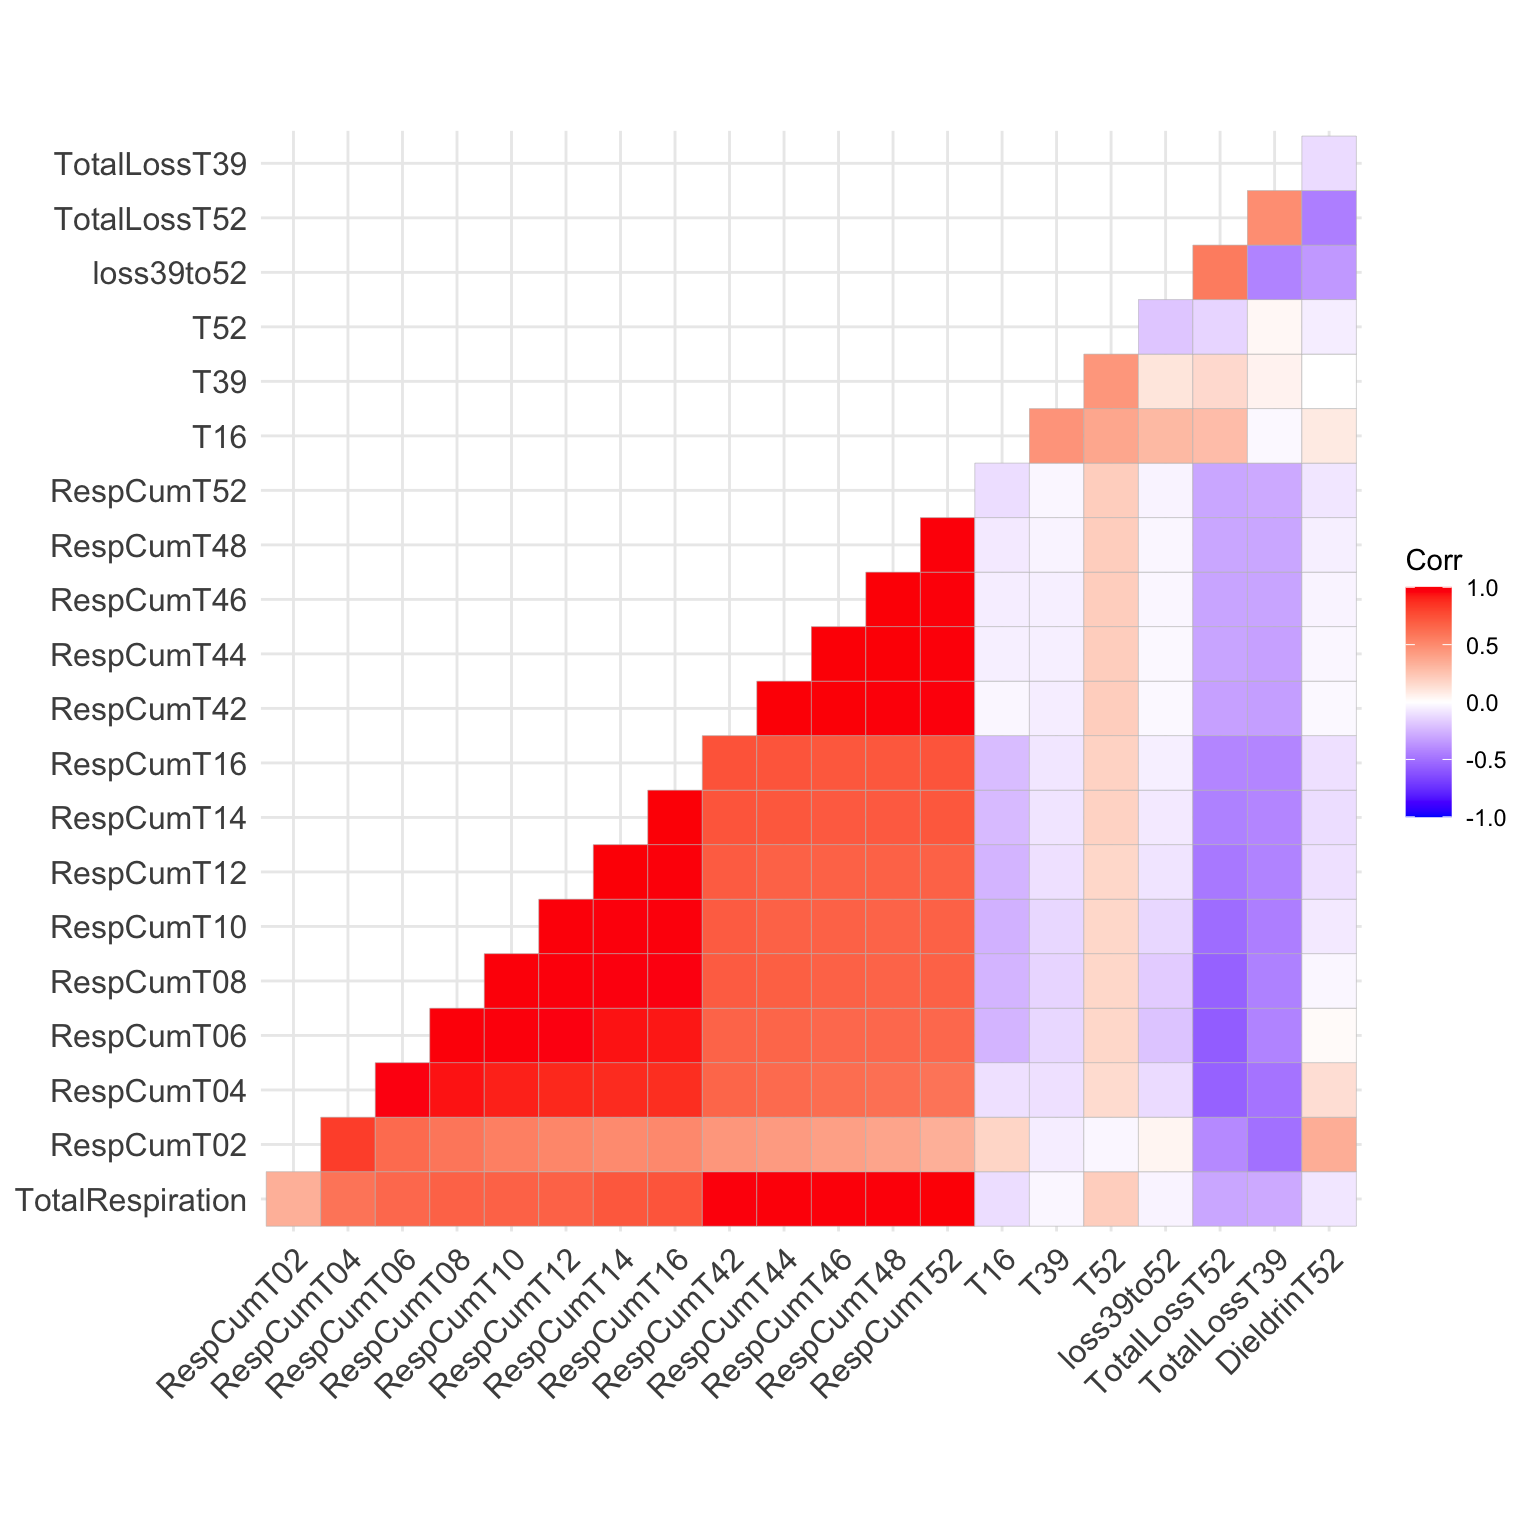 TotalLossT39
TotalLossT52
loss39to52
T52
T39
T16
RespCumT52
RespCumT48
RespCumT46
RespCumT44
RespCumT42
RespCumT16
RespCumT14
RespCumT12
RespCumT10
RespCumT08
RespCumT06
RespCumT04
RespCumT02
TotalRespiration
RespCumT02
RespCumT04
RespCumT06
RespCumT08
RespCumT10
RespCumT12
RespCumT14
RespCumT16
RespCumT42
RespCumT44
RespCumT46
RespCumT48
RespCumT52
T16
T39
T52
loss39to52
TotalLossT52
TotalLossT39
DieldrinT52
Corr
1.0
0.5
0.0
-0.5
-1.0